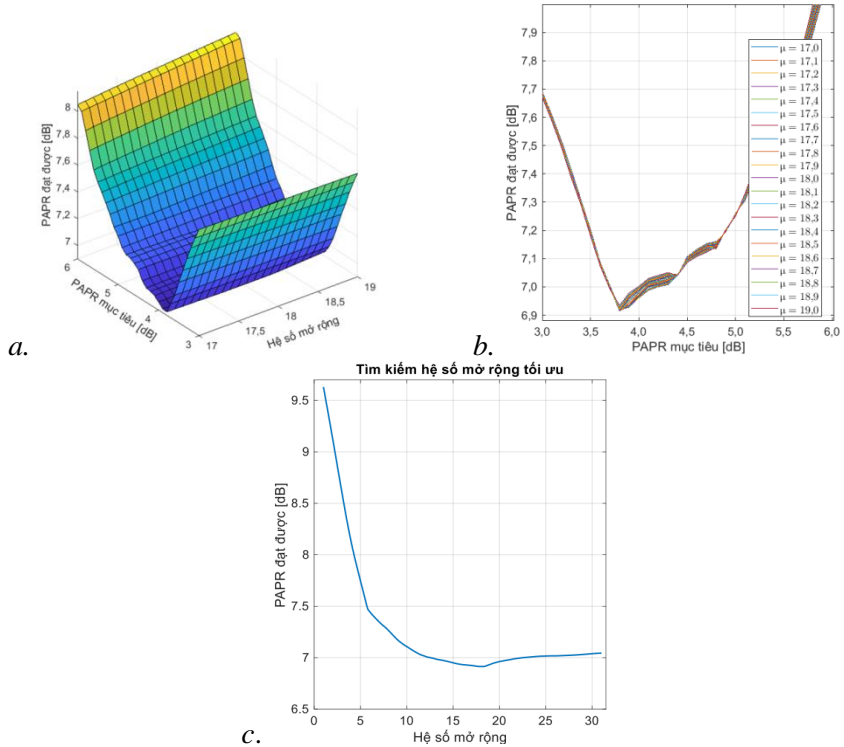 8
7,8
7,6
7,4
7,2
7
PAPR đạt được [dB]
6
5
4
3
PAPR mục tiêu [dB]
17
17,5
18
18,5
19
Hệ số mở rộng
a.
7,9
7,8
7,7
7,6
7,5
7,4
7,3
7,2
7,1
7,0
6,9
PAPR đạt được [dB]
3,0
3,5
4,0
4,5
5,0
5,5
6,0
PAPR mục tiêu [dB]
μ = 17,0
μ = 17,1
μ = 17,2
μ = 17,3
μ = 17,4
μ = 17,5
μ = 17,6
μ = 17,7
μ = 17,8
μ = 17,9
μ = 18,0
μ = 18,1
μ = 18,2
μ = 18,3
μ = 18,4
μ = 18,5
μ = 18,6
μ = 18,7
μ = 18,8
μ = 18,9
μ = 19,0
b.
Tìm kiếm hệ số mở rộng tối ưu
9.5
9
8.5
8
7.5
7
6.5
PAPR đạt được [dB]
0
5
10
15
20
25
30
Hệ số mở rộng
c.